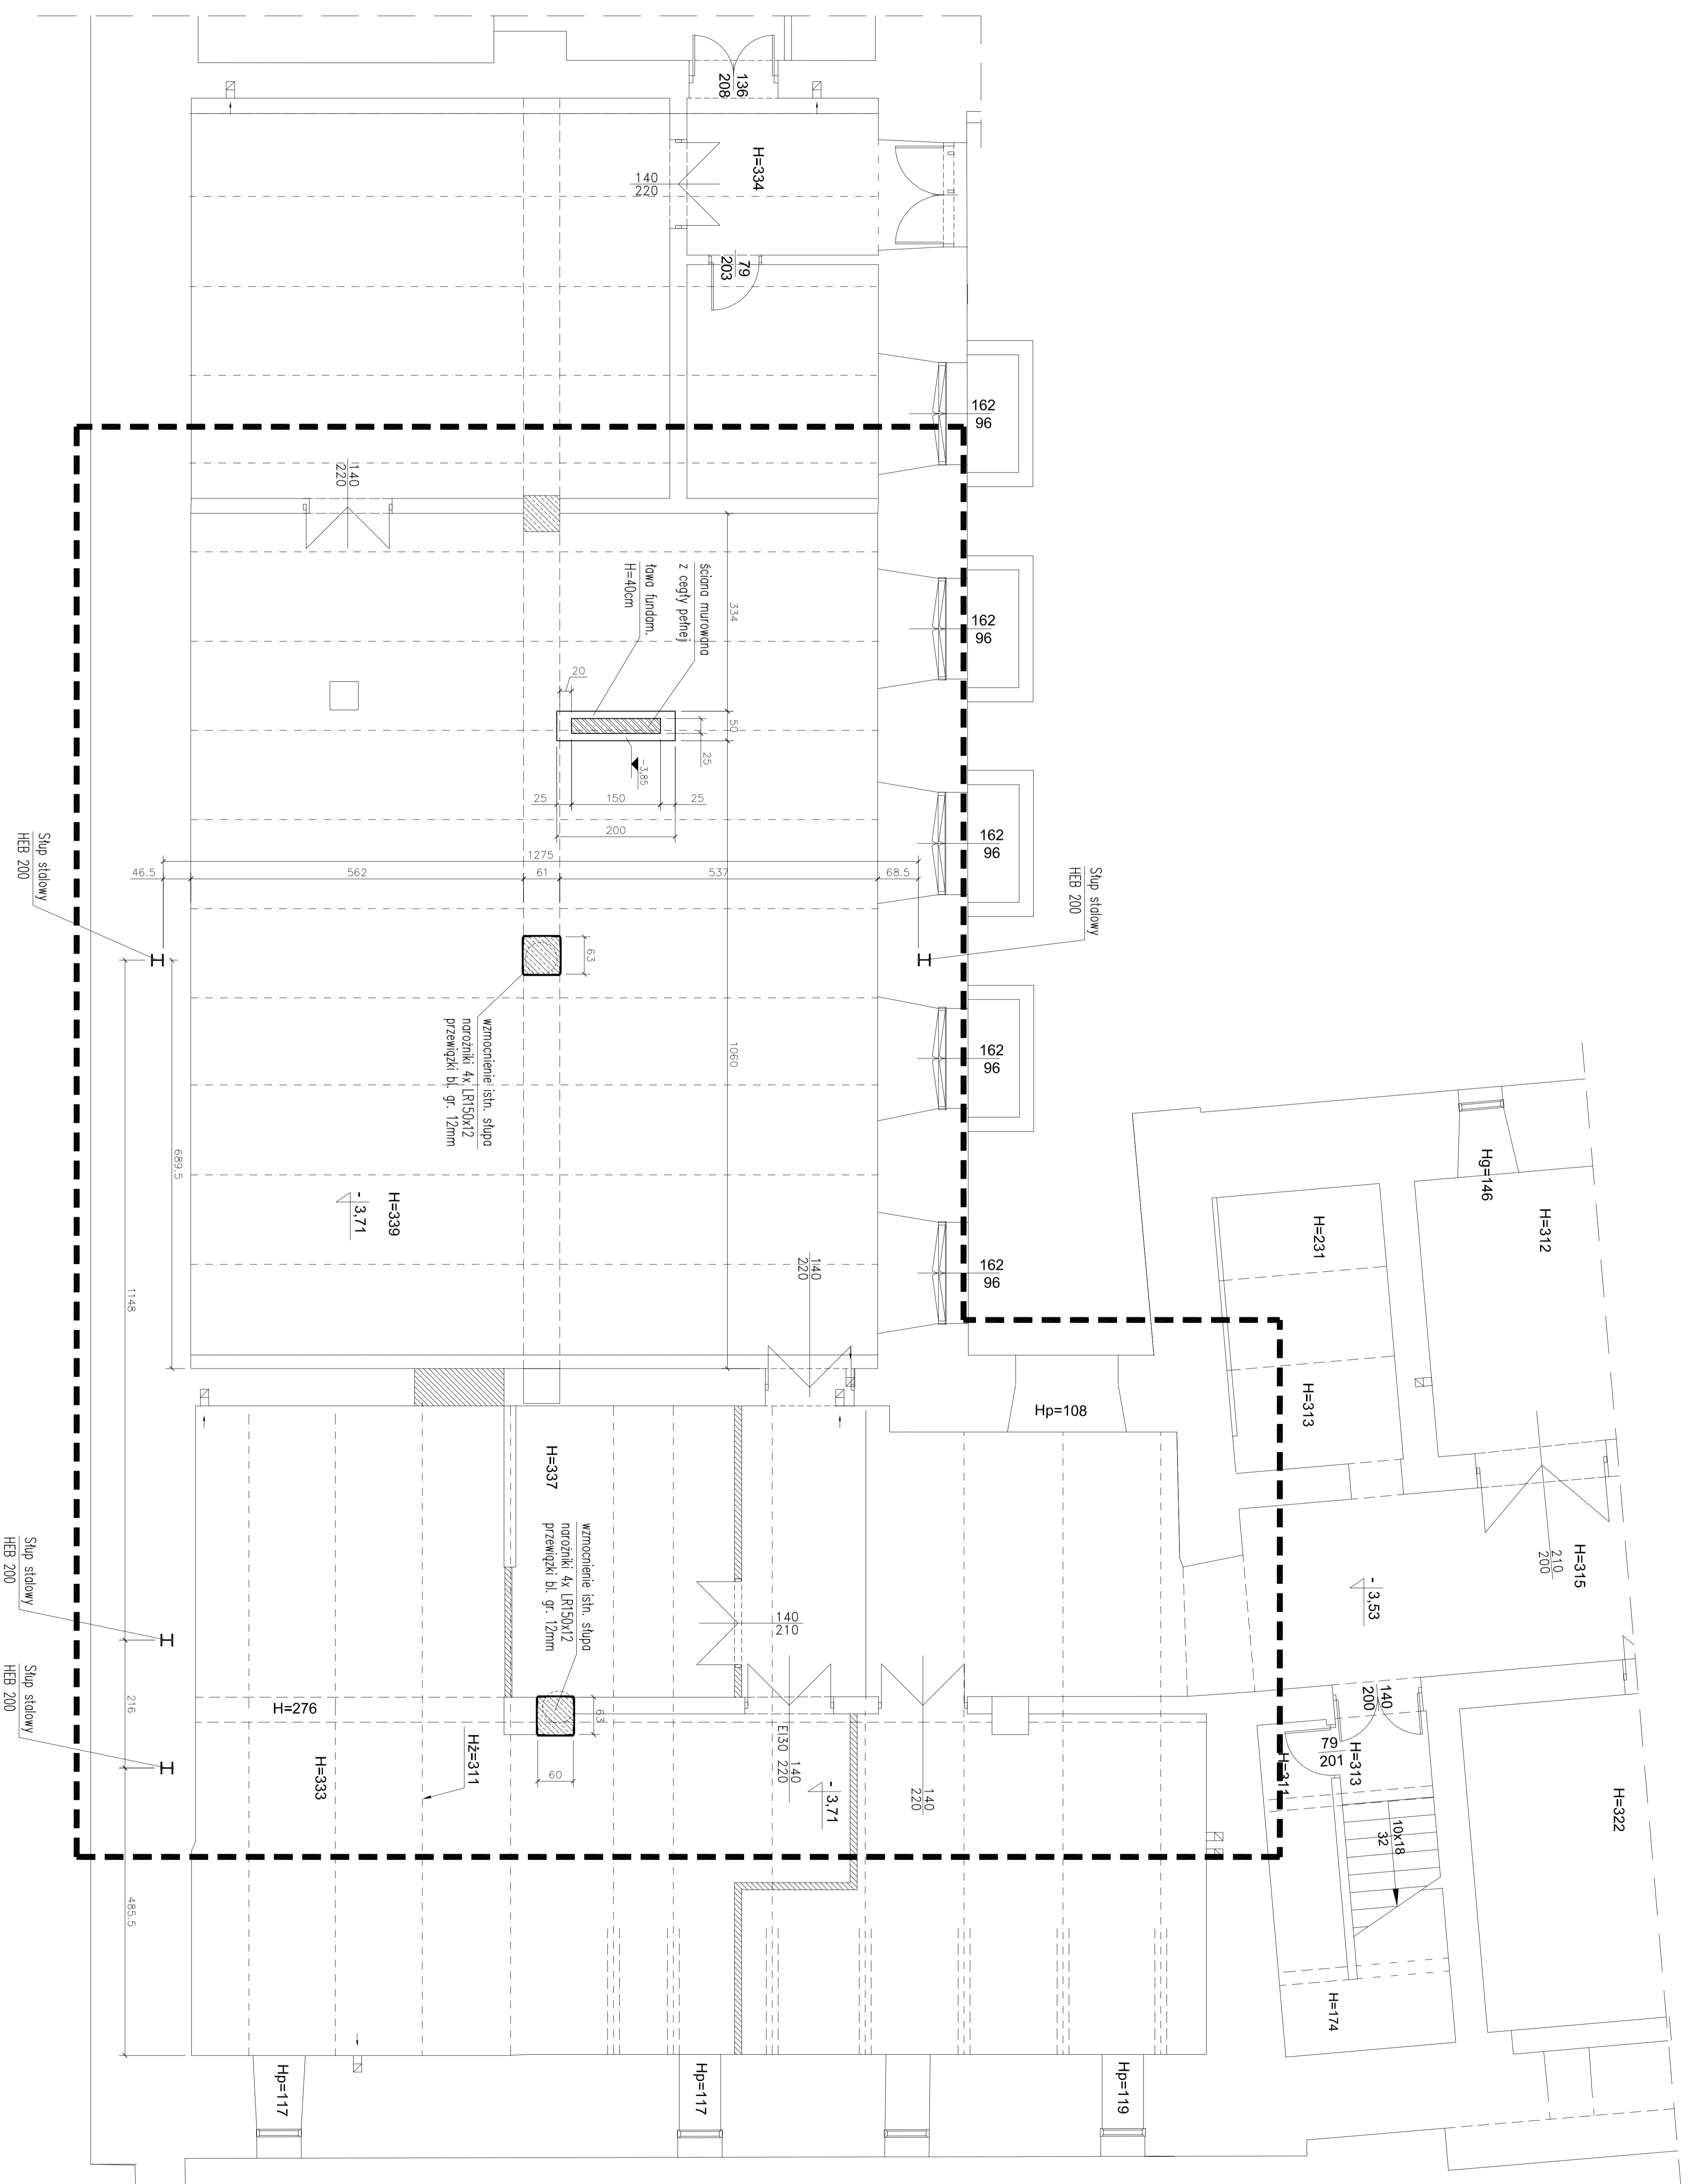 136
208
H=334
140
220
79
203
162
96
140
220
ściana murowana
z cegły pełnej
ława fundam.
H=40cm
334
162
96
20
50
25
-3,85
25
150
25
200
162
96
1275
46.5
562
61
537
68.5
Słup stalowy
HEB 200
Słup stalowy
HEB 200
63
wzmocnienie istn. słupa
narożniki 4x LR150x12
przewiązki bl. gr. 12mm
1060
162
96
689.5
1148
H=339
-3,71
140
220
162
96
Hg=146
H=312
H=231
H=313
Hp=108
H=337
wzmocnienie istn. słupa
narożniki 4x LR150x12
przewiązki bl. gr. 12mm
140
210
H=315
210
200
-3,53
Słup stalowy
HEB 200
216
Słup stalowy
HEB 200
H=276
63
60
H=333
Hż=311
140
EI30 220
-3,71
140
220
140
200
79
201
H=313
H=311
10x18
32
H=322
485.5
H=174
Hp=117
Hp=117
Hp=119